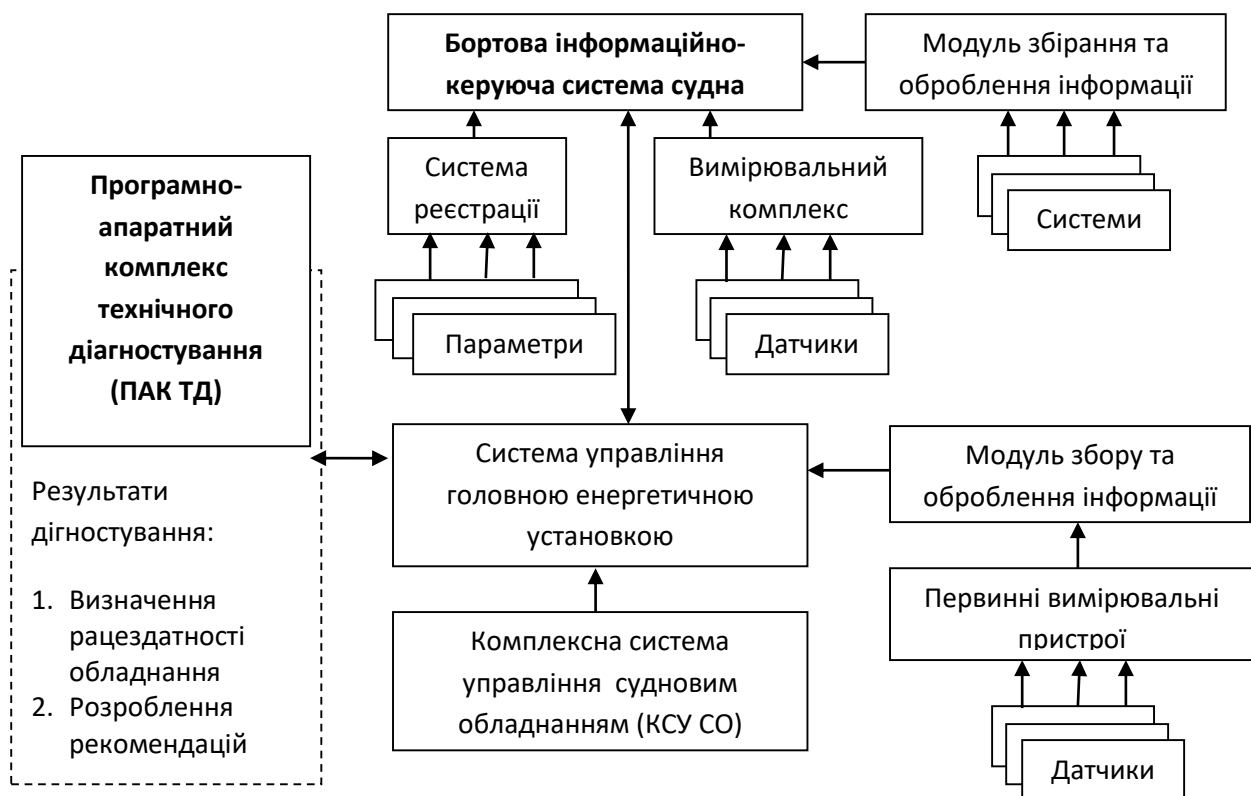 Бортова інформаційно-
керуюча система судна
Модуль збирання та
оброблення інформації
Програмно-
апаратний
комплекс
технічного
діагностування
(ПАК ТД)
Система
реєстрації
Вимірювальний
комплекс
Системи
Параметри
Датчики
Результати
дігностування:
1. Визначення
рацездатності
обладнання
2. Розроблення
рекомендацій
Система управління
головною енергетичною
установкою
Модуль збору та
оброблення інформації
Первинні вимірювальні
пристрої
Комплексна система
управління судновим
обладнанням (КСУ СО)
Датчики